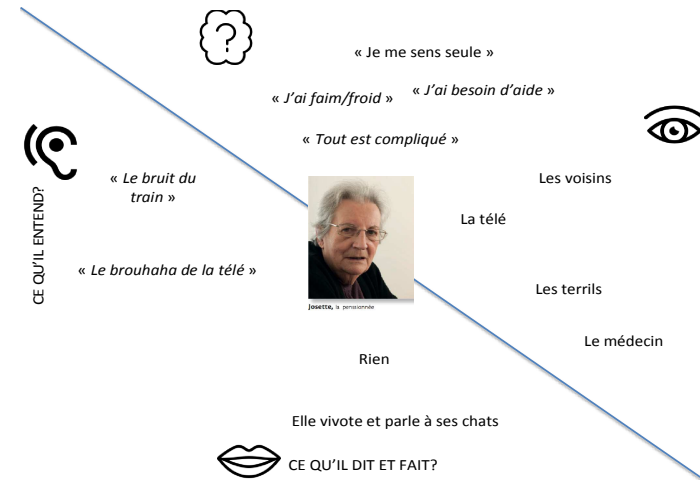 ?
« Je me sens seule »
« J'ai besoin d'aide »
« J'ai faim/froid »
« Tout est compliqué »
CE QU'IL ENTEND?
« Le bruit du
train »
« Le brouhaha de la télé »
Les voisins
La télé
Les terrils
Le médecin
Josette, la pensionnée
Rien
Elle vivote et parle à ses chats
CE QU'IL DIT ET FAIT?